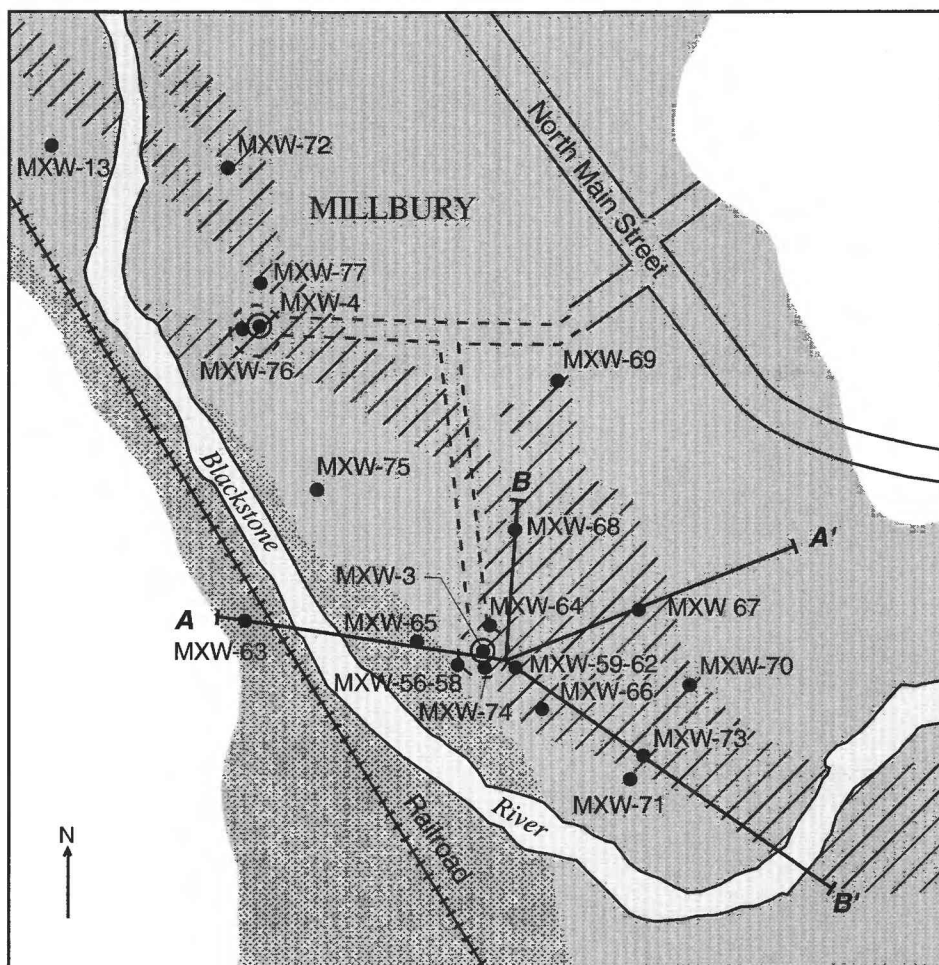 MXW-72
MXW-13
North Main Street
MILLBURY
MXW-77
MXW-4
MXW-76
MXW-69
MXW-75
Blackstone
B
MXW-68
A'
MXW-3
MXW-64
MXW 67
A
MXW-65
MXW-63
MXW-59-62
MXW-70
MXW-56-58
MXW-66
MXW-74
MXW-73
MXW-71
River
Railroad
N
B'